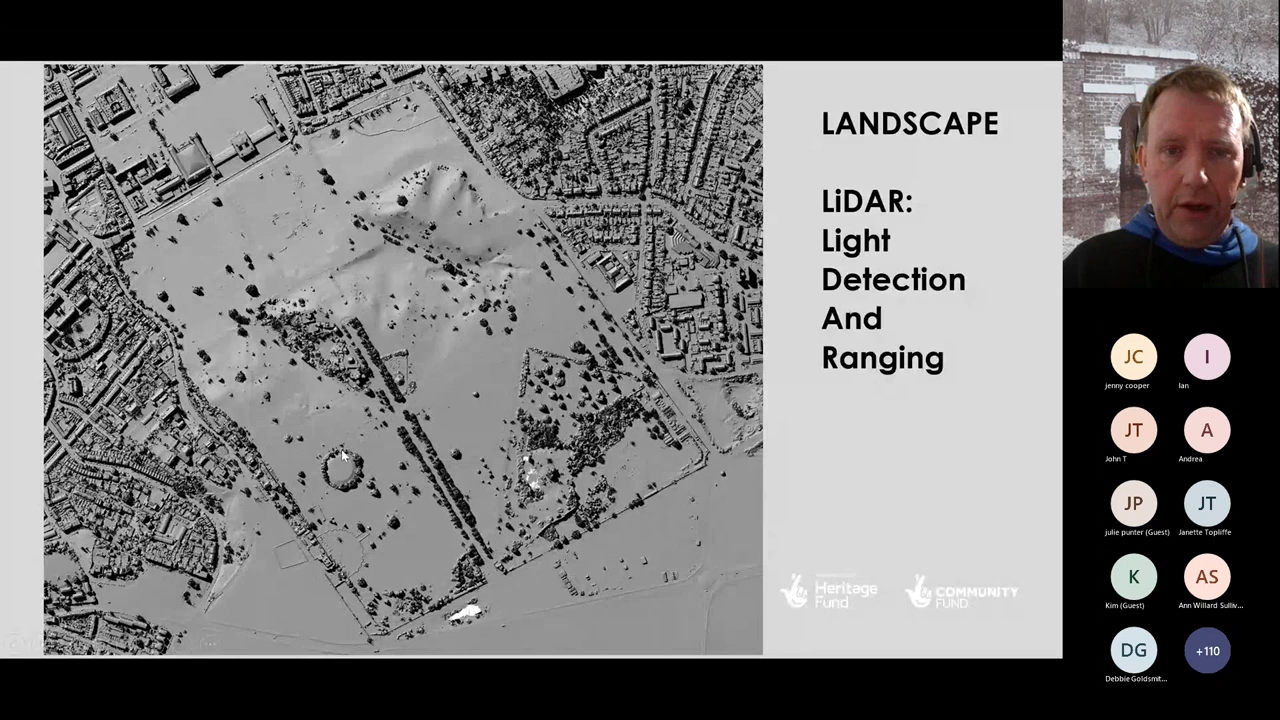 LANDSCAPE
LiDAR:
Light
Detection
And
Ranging
Heritage
Fund
COMMUNITY
FUND
JC
jenny cooper
I
Ian
JT
John T
A
Andrea
JP
julie punter (Guest)
JT
Janette Topliffe
K
Kim (Guest)
AS
Ann Willard Sulliv...
DG
Debbie Goldsmit...
+110